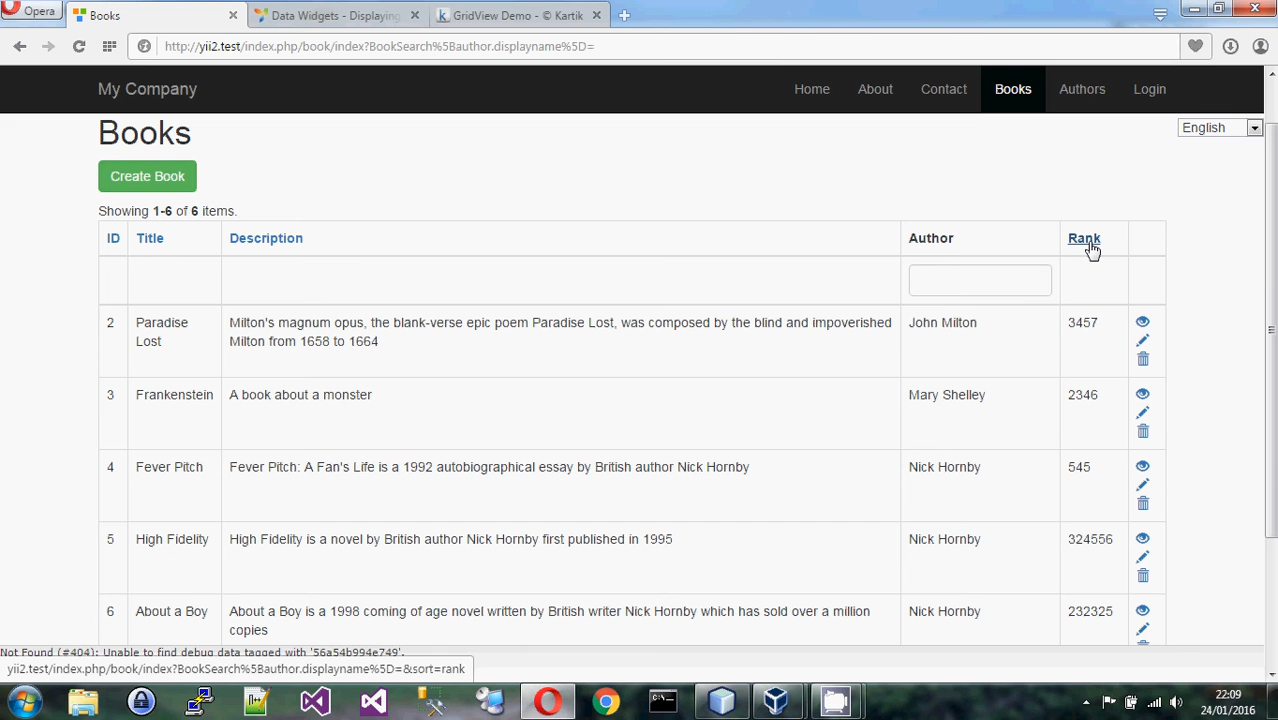 Opera
Books
Data Widgets - Displaying
GridView Demo - © Kartik
http://yii2.test/index.php/book/index?BookSearch%5Bauthor.displayname%5D=
My Company
Home
About
Contact
Books
Authors
Login
English
Books
Create Book
Showing 1-6 of 6 items.
ID
Title
Description
Author
Rank
2
Paradise
Lost
Milton's magnum opus, the blank-verse epic poem Paradise Lost, was composed by the blind and impoverished
Milton from 1658 to 1664
John Milton
3457
3
Frankenstein
A book about a monster
Mary Shelley
2346
4
Fever Pitch
Fever Pitch: A Fan's Life is a 1992 autobiographical essay by British author Nick Hornby
Nick Hornby
545
5
High Fidelity
High Fidelity is a novel by British author Nick Hornby first published in 1995
Nick Hornby
324556
6
About a Boy
About a Boy is a 1998 coming of age novel written by British writer Nick Hornby which has sold over a million
copies
Nick Hornby
232325
Not Found (#404): Unable to find debug data tagged with '56a54b994e749'.
yii2.test/index.php/book/index?BookSearch%5Bauthor.displayname%5D=&sort=rank
22:09
24/01/2016